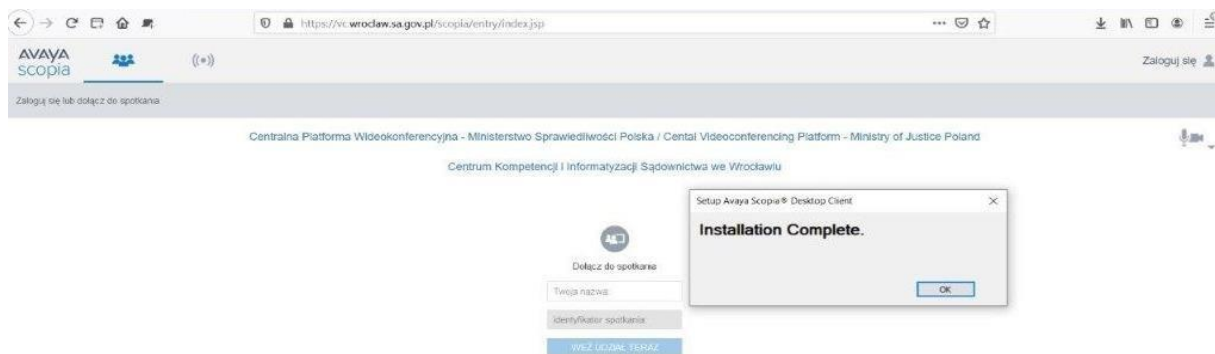 https://vc.wroclaw.sa.gov.pl/scopia/entry/index.jsp
AVAYA
scopia
Zaloguj się
Zaloguj się lub dołącz do spotkania
Centralna Platforma Wideokonferencyjna - Ministerstwo Sprawiedliwości Polska / Cental Videoconferencing Platform - Ministry of Justice Poland
Centrum Kompetencji i Informatyzacji Sądownictwa we Wrocławiu
Setup Avaya Scopia® Desktop Client
Installation Complete.
OK
Dołącz do spotkania
Twoja nazwa:
Identyfikator spotkania:
WEŹ UDZIAŁ TERAZ